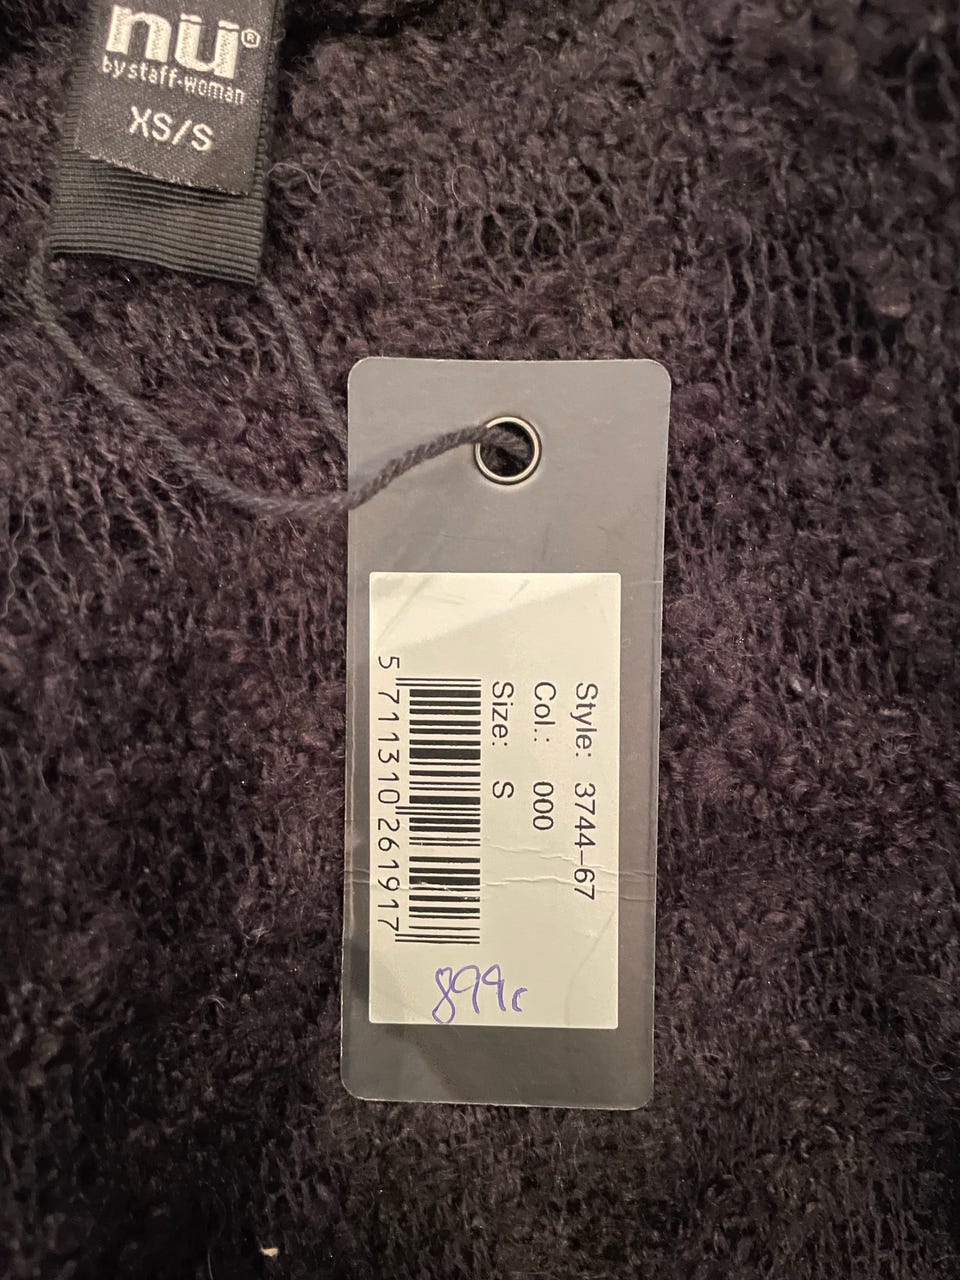 nü®
by staff-woman
XS/S
Style: 3744-67
Col.: 000
Size: S
5 711310 261917
899